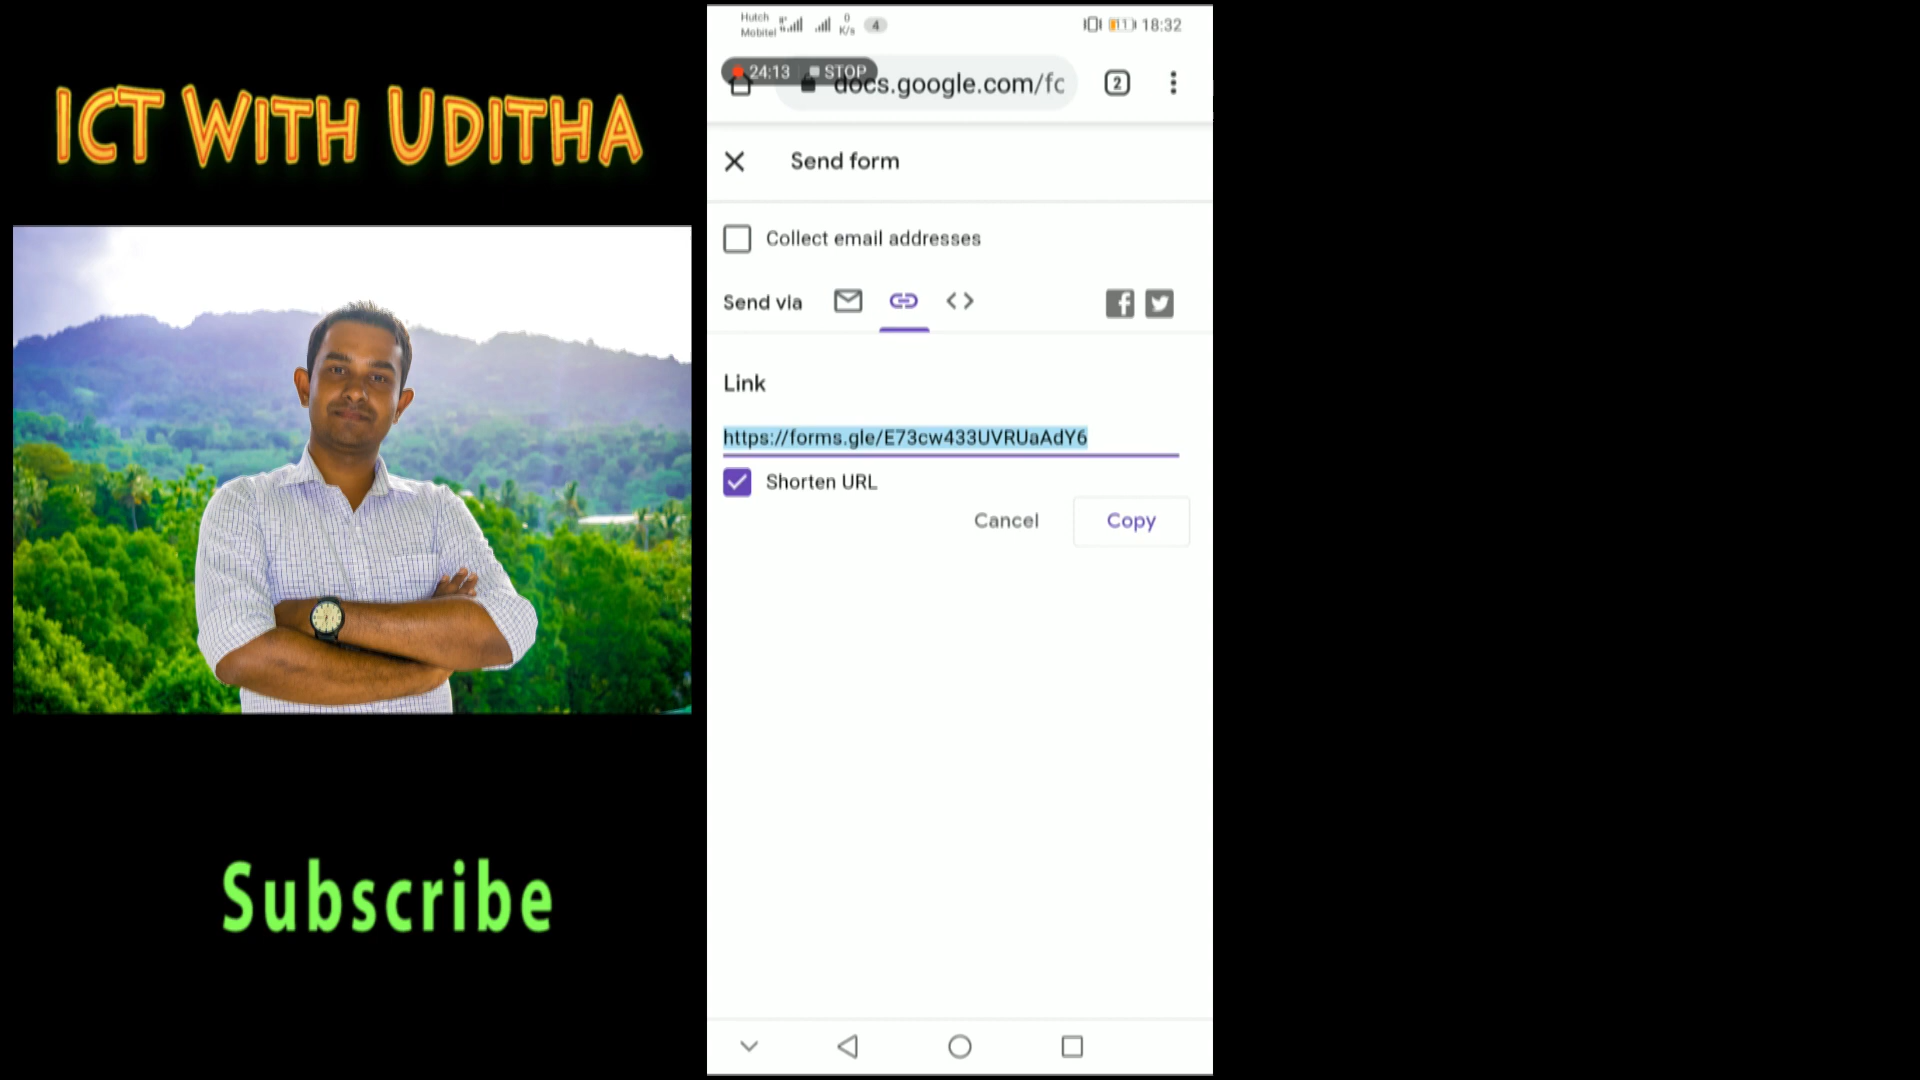 ICT WITH UDITHA
Subscribe
Hutch
Mobitel
0
K/s
4
11
18:32
24:13 STOP
docs.google.com/fc
2
Send form
Collect email addresses
Send via
Link
https://forms.gle/E73cw433UVRUaAdY6
Shorten URL
Cancel
Copy